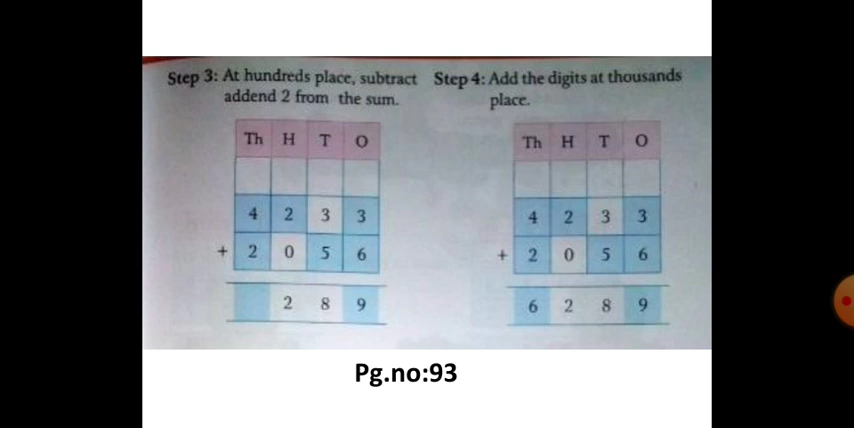 Step 3: At hundreds place, subtract
addend 2 from the sum.
Th H T O
4 2 3 3
+ 2 0 5 6
2 8 9
Step 4: Add the digits at thousands
place.
Th H T O
4 2 3 3
+ 2 0 5 6
6 2 8 9
Pg.no:93